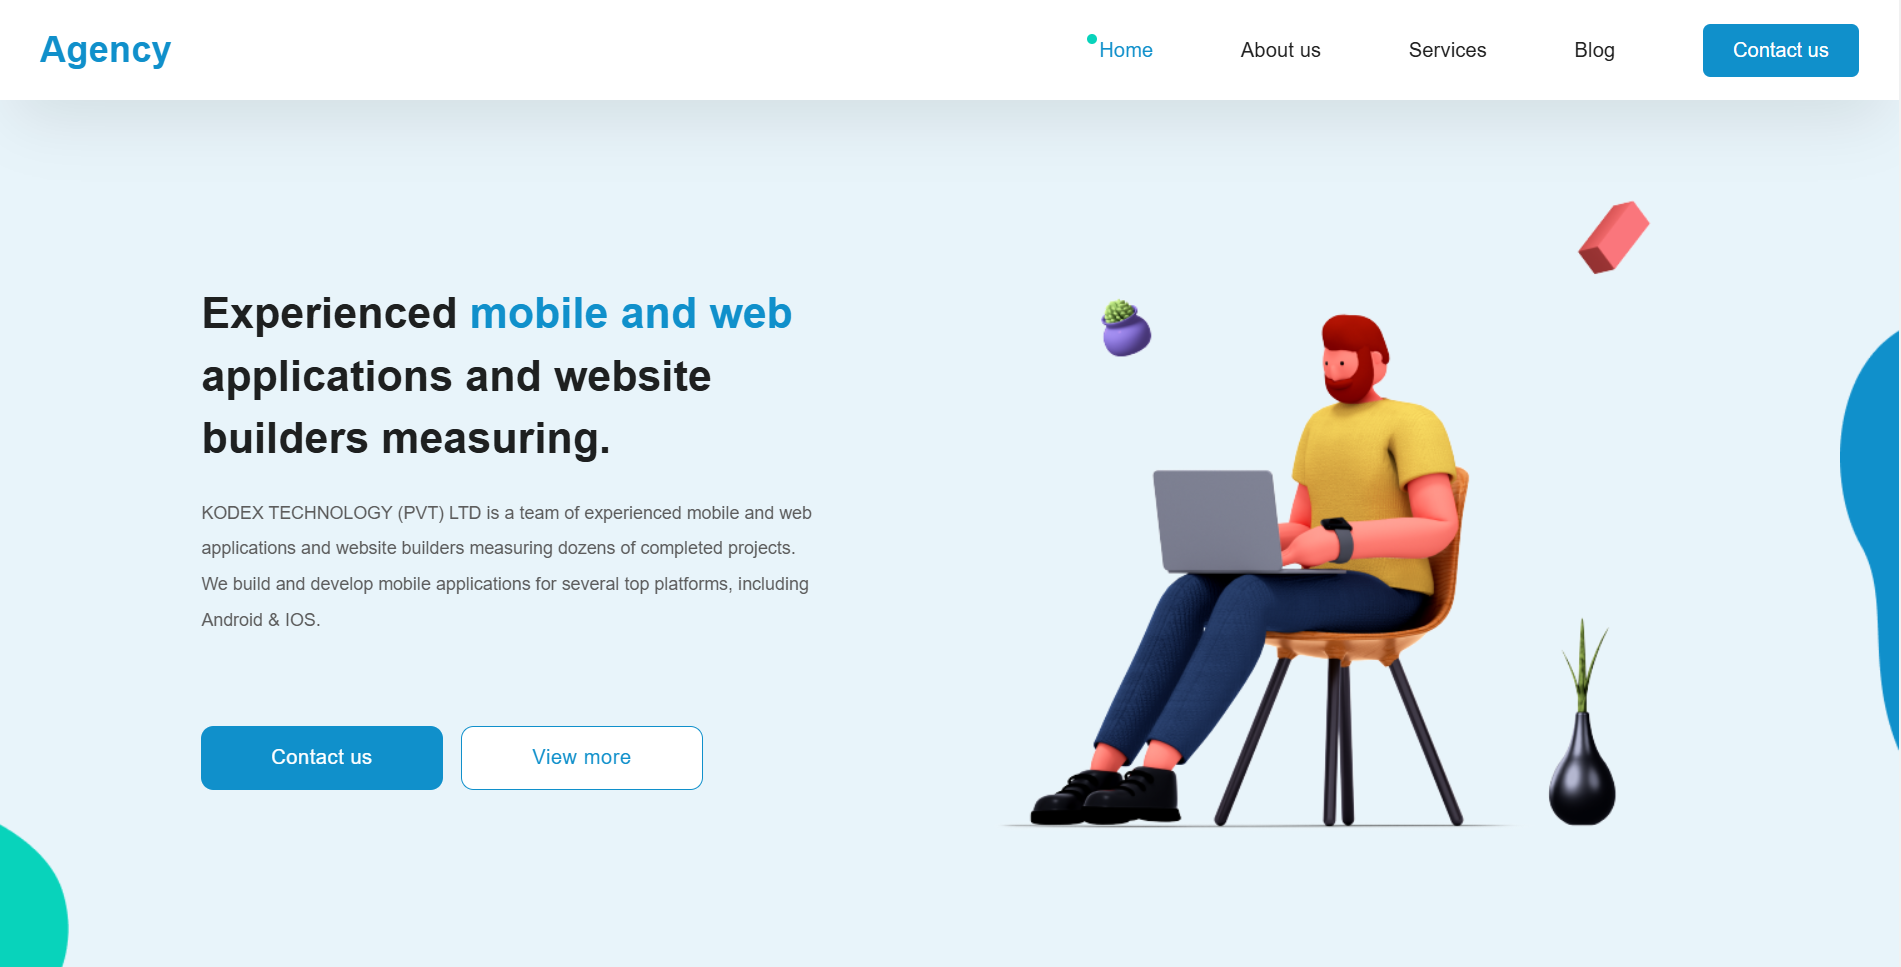 Agency
Home
About us
Services
Blog
Contact us
Experienced mobile and web
applications and website
builders measuring.
KODEX TECHNOLOGY (PVT) LTD is a team of experienced mobile and web
applications and website builders measuring dozens of completed projects.
We build and develop mobile applications for several top platforms, including
Android & IOS.
Contact us
View more